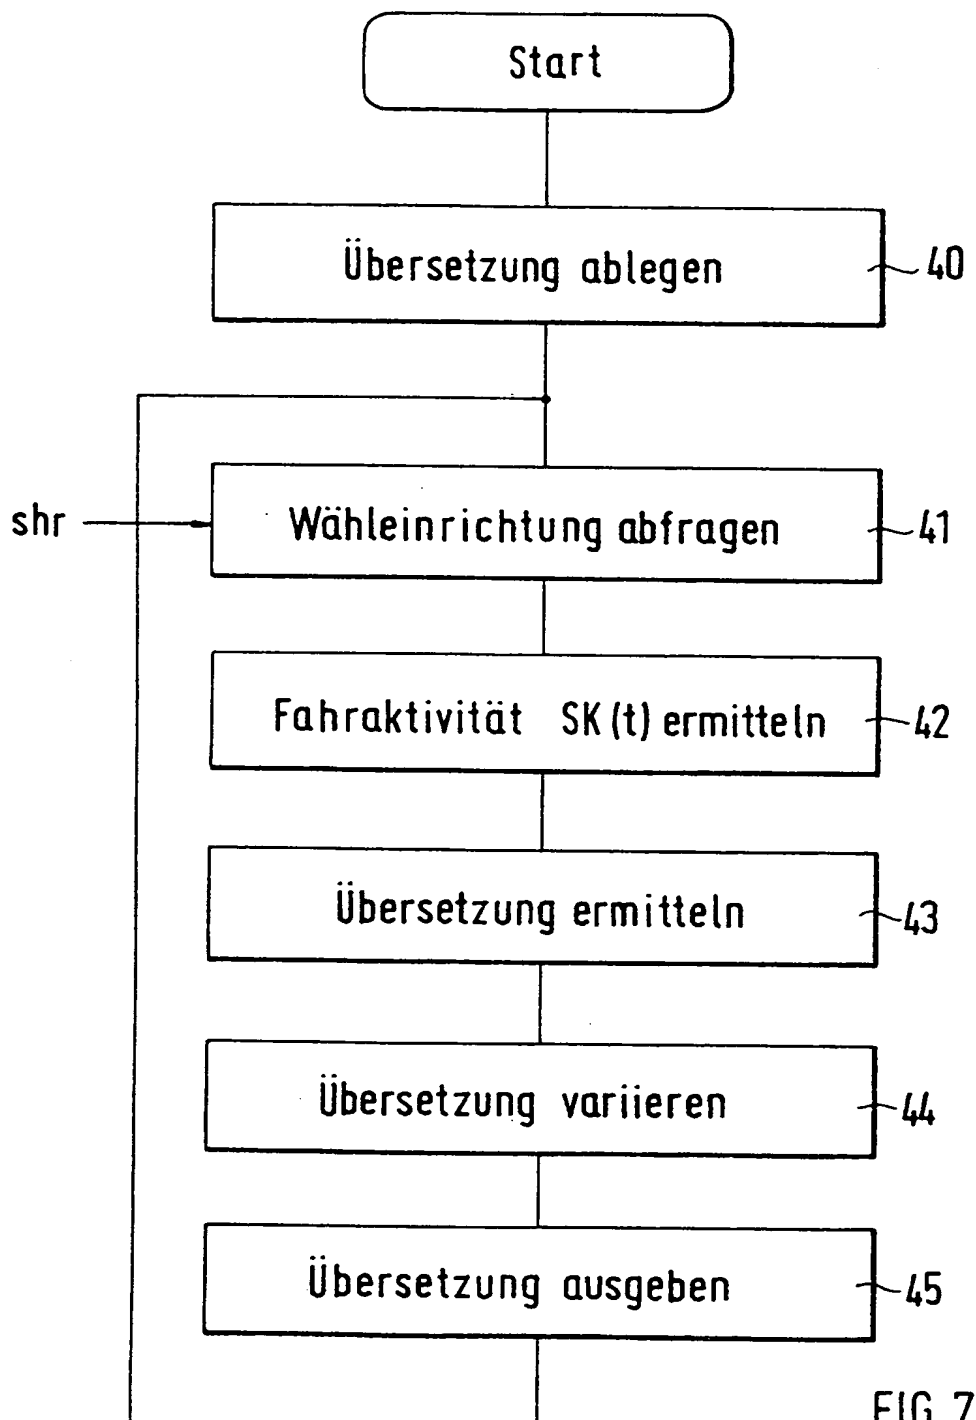 Start
Übersetzung ablegen
40
shr
Wähleinrichtung abfragen
41
Fahraktivität SK(t) ermitteln
42
Übersetzung ermitteln
43
Übersetzung variieren
44
Übersetzung ausgeben
45
FIG. 7